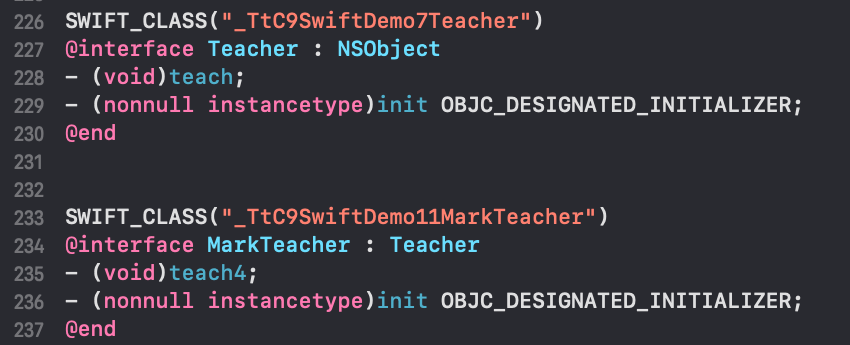 226 SWIFT_CLASS("_TtC9SwiftDemo7Teacher")
227 @interface Teacher : NSObject
228 - (void)teach;
229 - (nonnull instancetype)init OBJC_DESIGNATED_INITIALIZER;
230 @end
231
232
233 SWIFT_CLASS("_TtC9SwiftDemo11MarkTeacher")
234 @interface MarkTeacher : Teacher
235 - (void)teach4;
236 - (nonnull instancetype)init OBJC_DESIGNATED_INITIALIZER;
237 @end